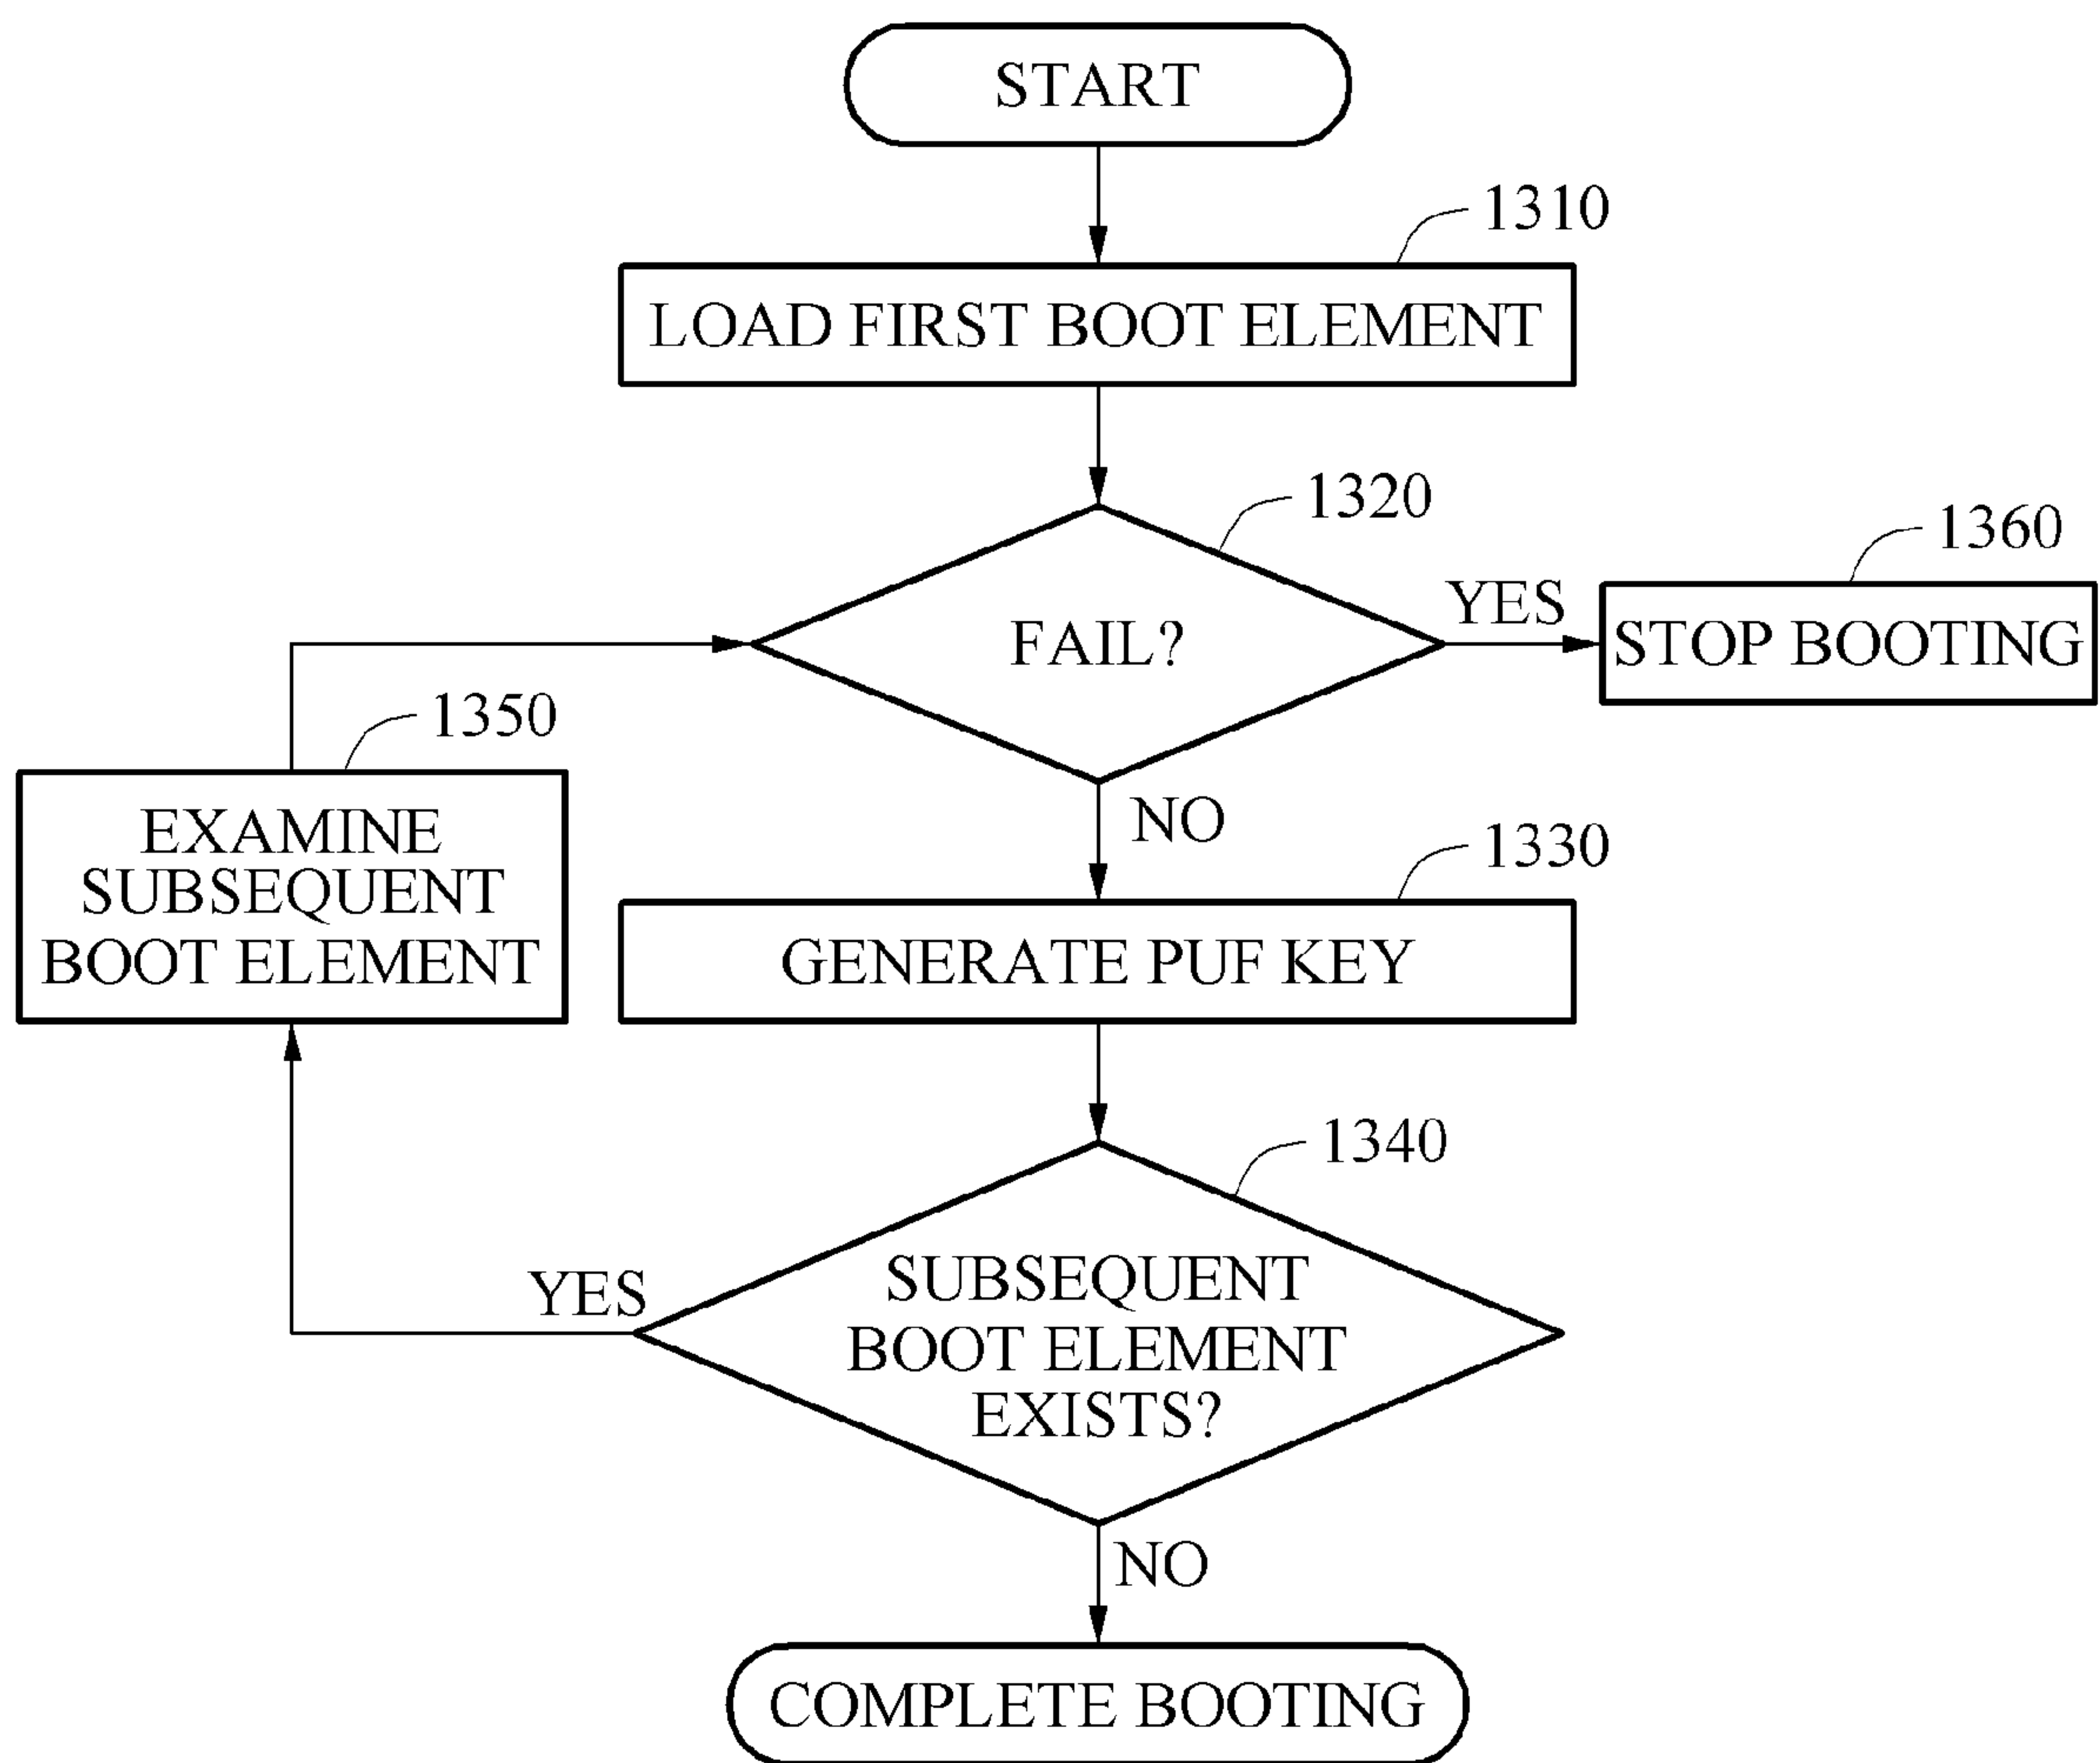 START
1310
LOAD FIRST BOOT ELEMENT
1320
1360
FAIL?
YES
STOP BOOTING
1350
EXAMINE
SUBSEQUENT
BOOT ELEMENT
NO
1330
GENERATE PUF KEY
1340
YES
SUBSEQUENT
BOOT ELEMENT
EXISTS?
NO
COMPLETE BOOTING